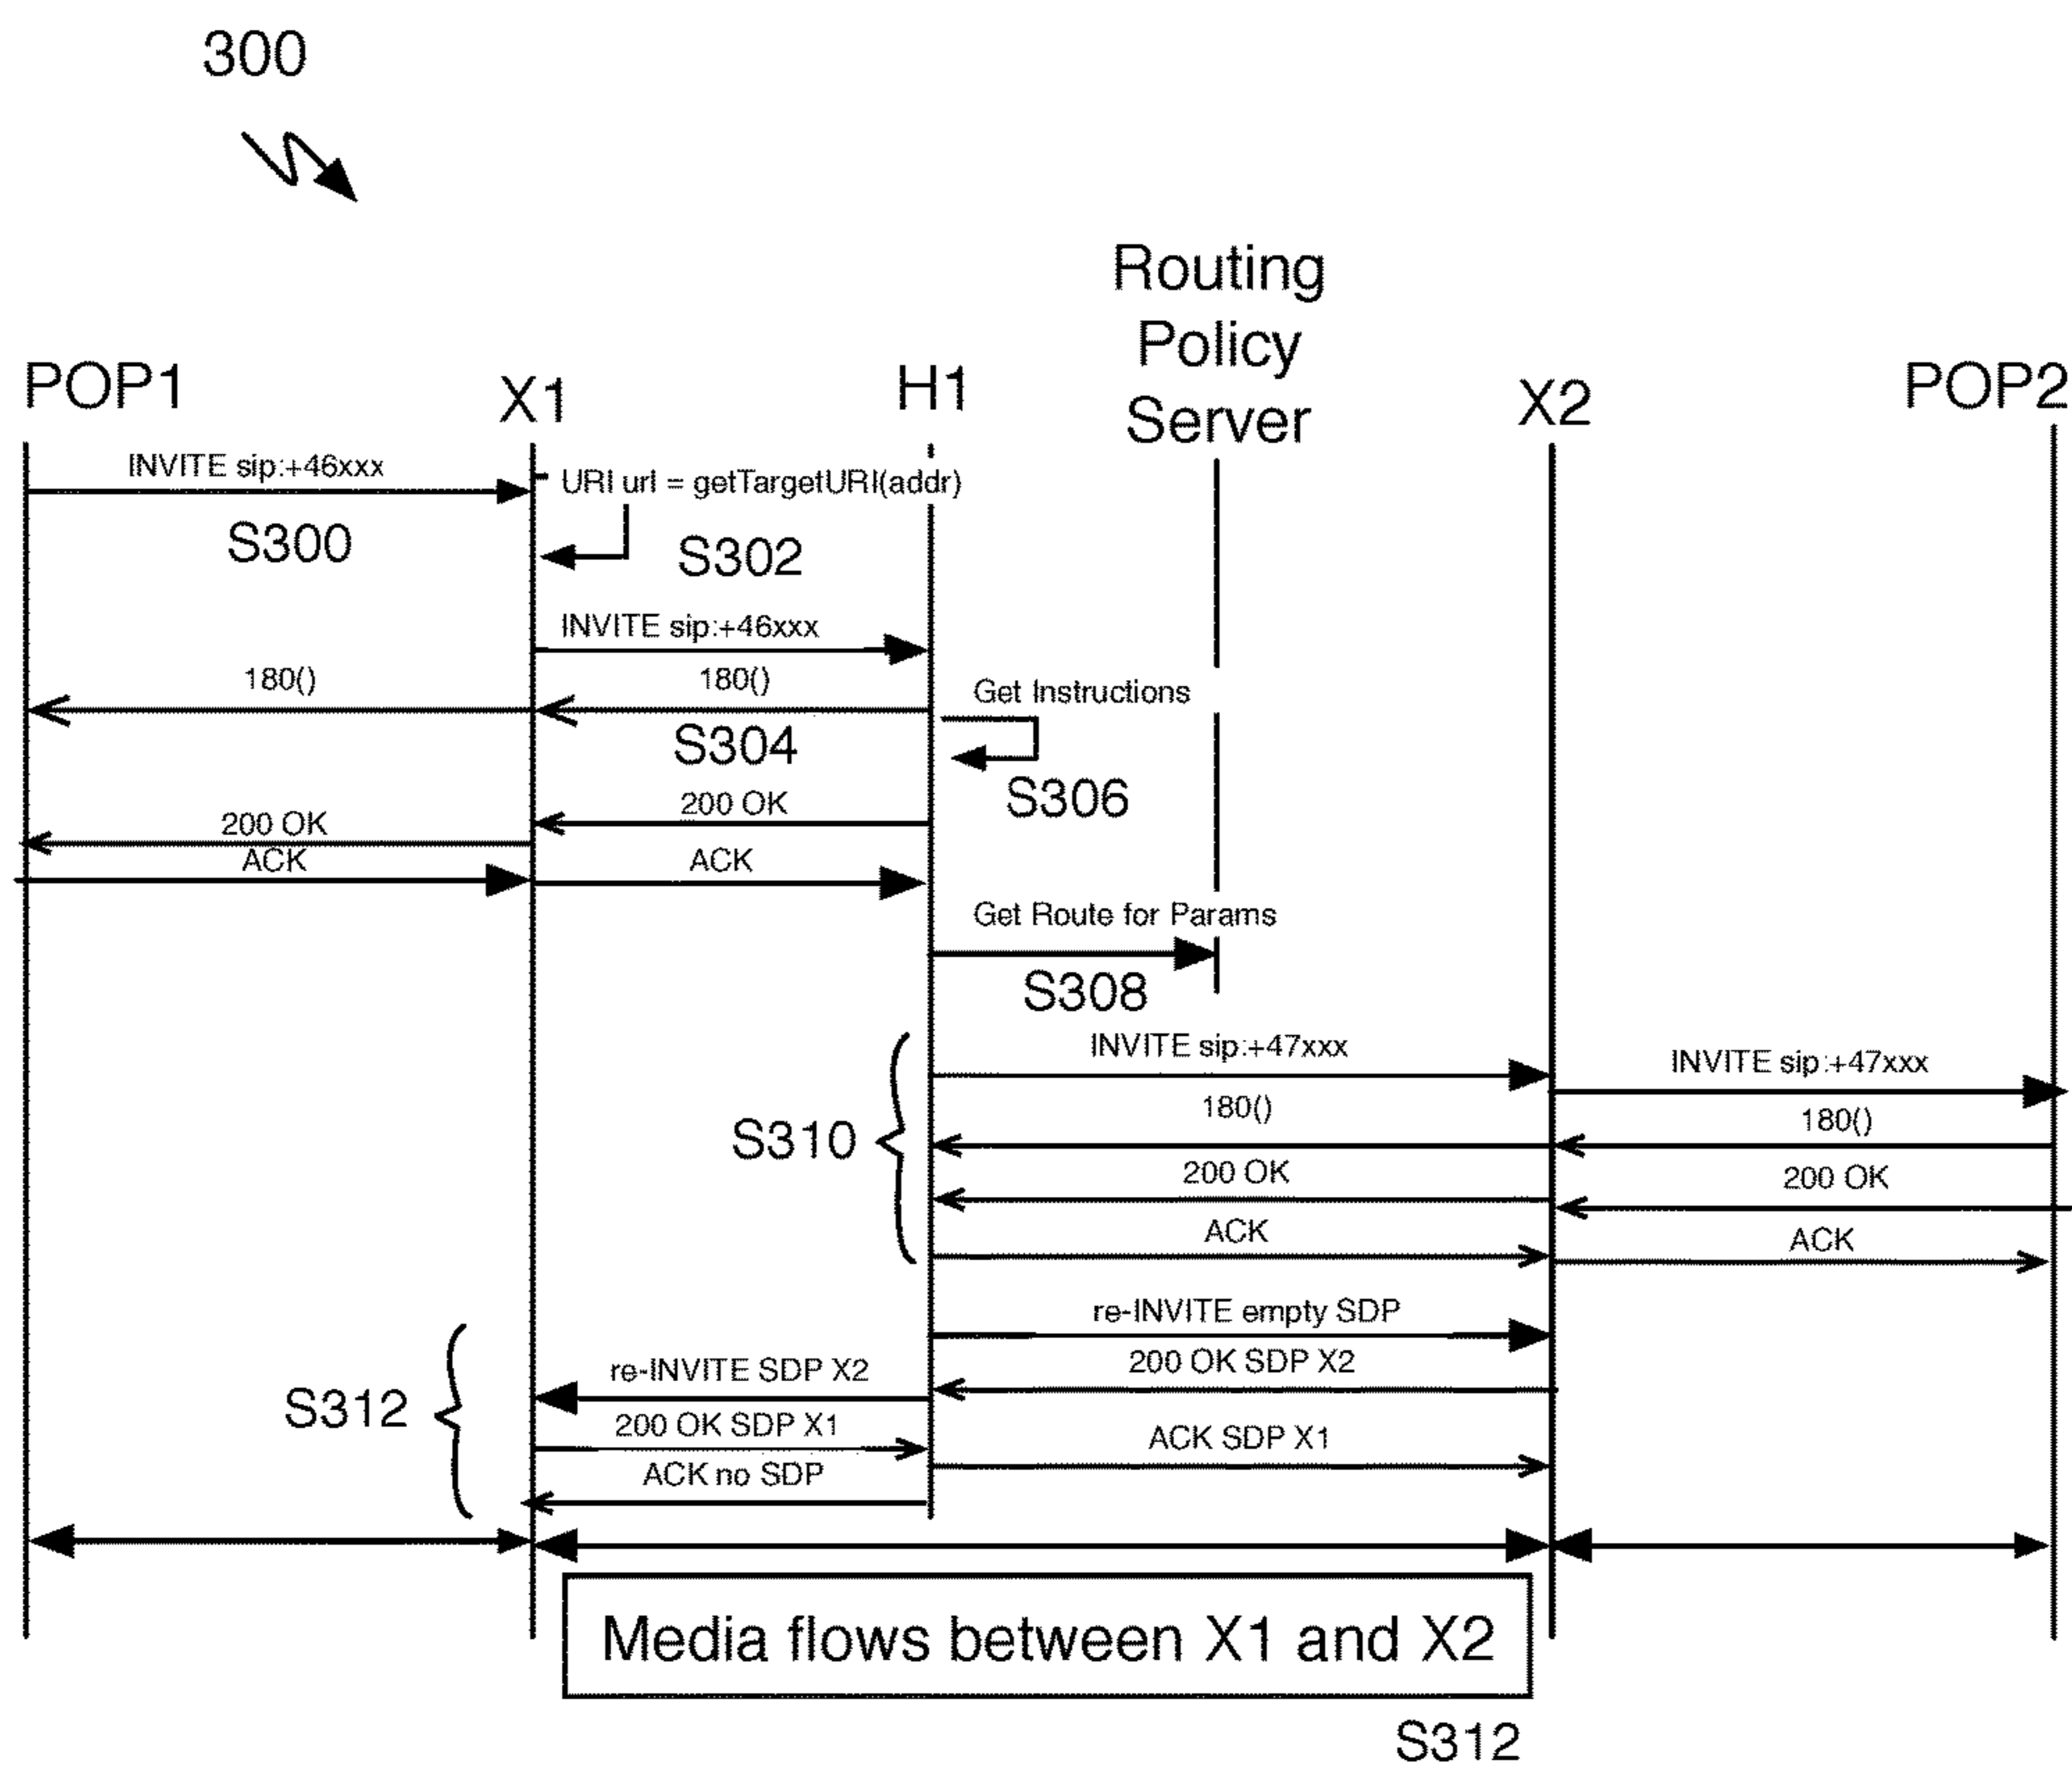 300
Routing
Policy
Server
POP1
X1
H1
X2
POP2
INVITE sip:+46xxx
URI url = getTargetURI(addr)
S300
S302
INVITE sip:+46xxx
180()
180()
Get Instructions
S304
S306
200 OK
200 OK
ACK
ACK
Get Route for Params
S308
INVITE sip:+47xxx
INVITE sip:+47xxx
180()
180()
S310
200 OK
200 OK
ACK
ACK
re-INVITE empty SDP
200 OK SDP X2
re-INVITE SDP X2
S312
200 OK SDP X1
ACK SDP X1
ACK no SDP
Media flows between X1 and X2
S312